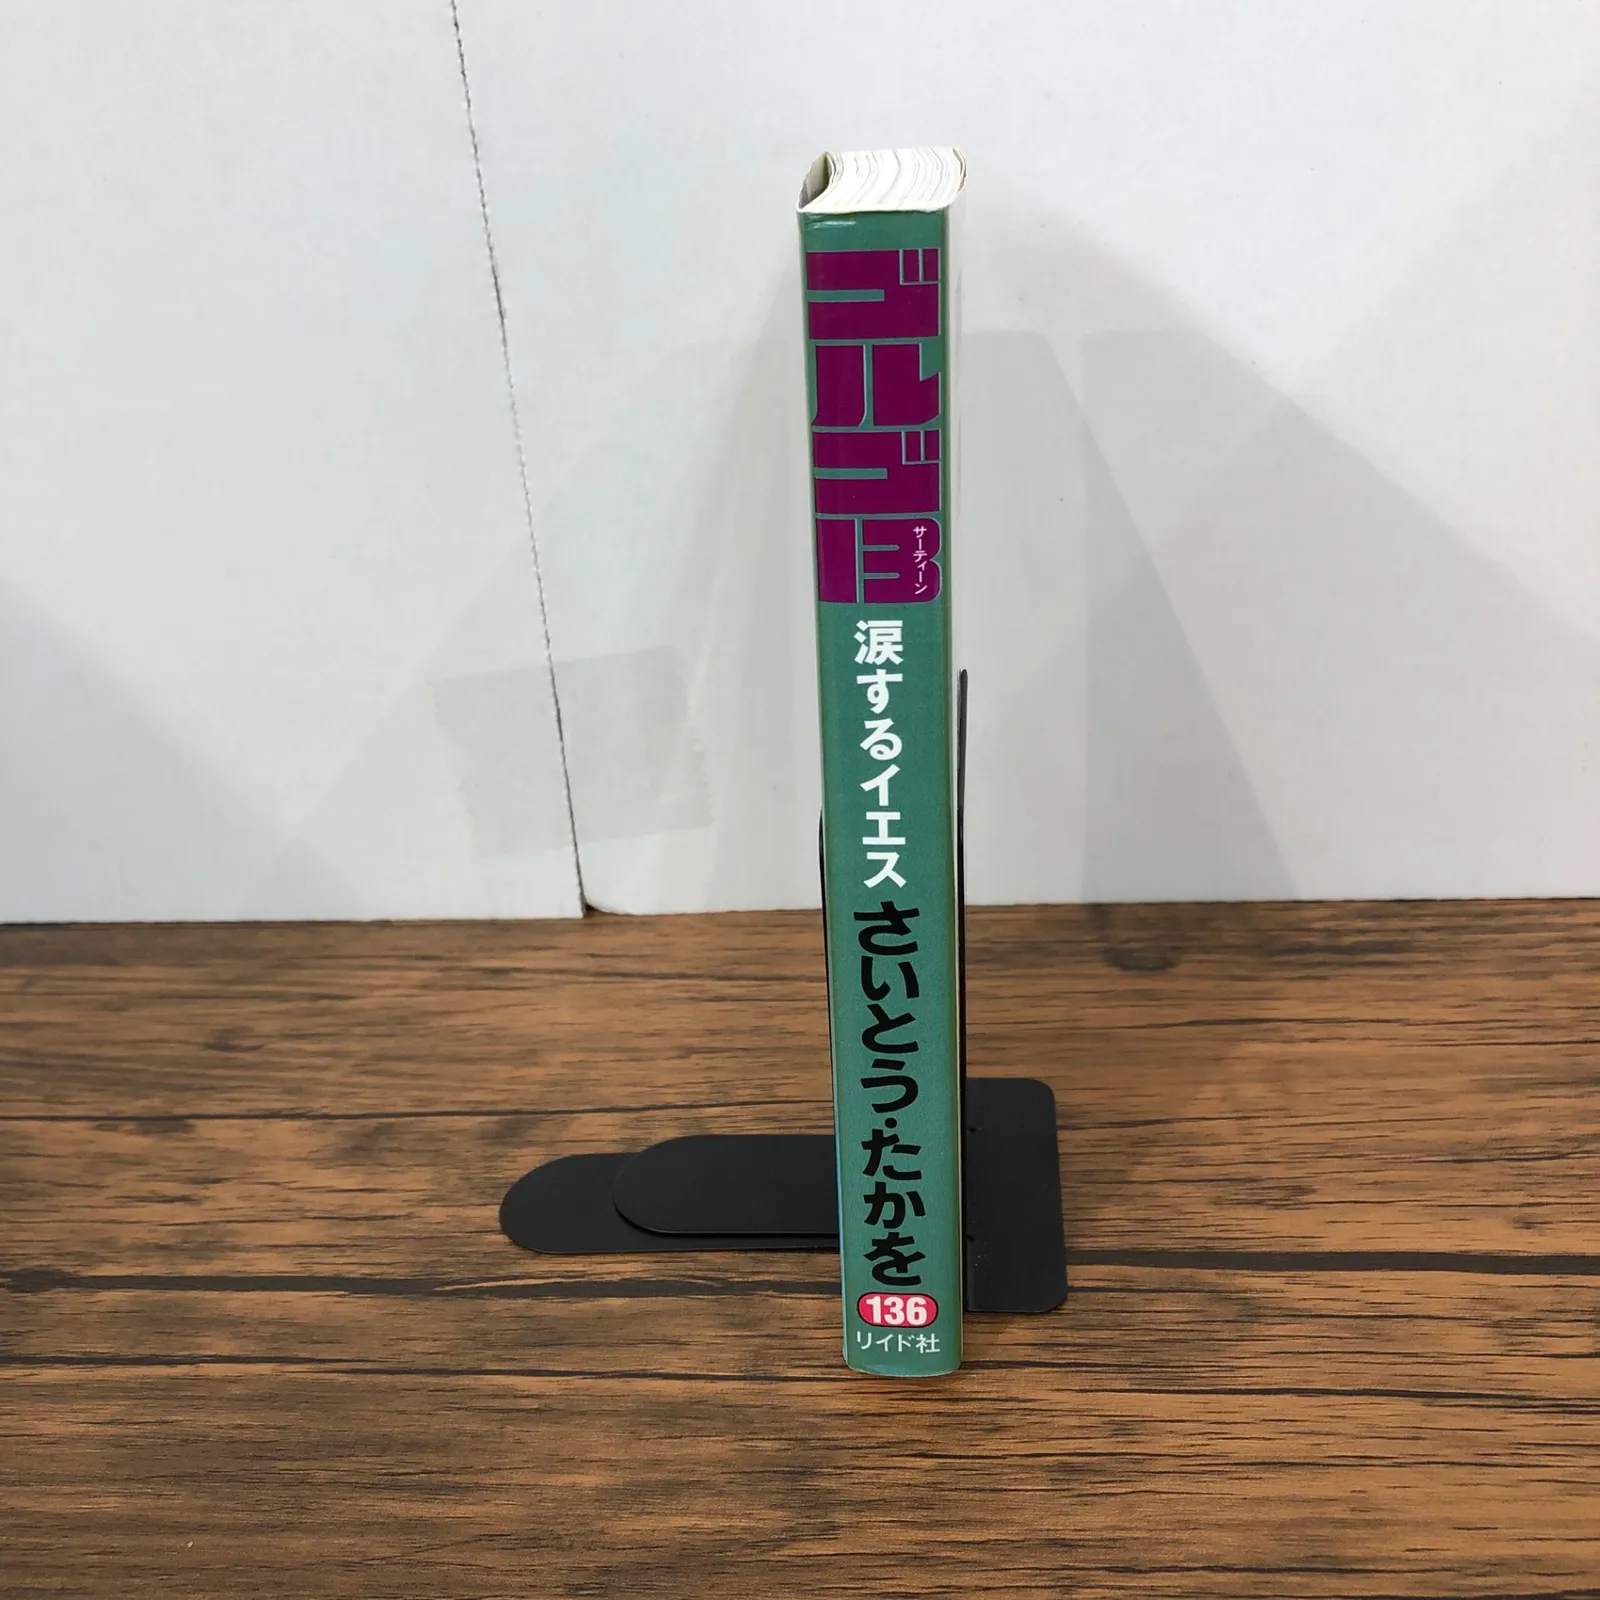 ゴルゴ13
サーティーン
涙するイエス
さいとう・たかを
136
リイド社